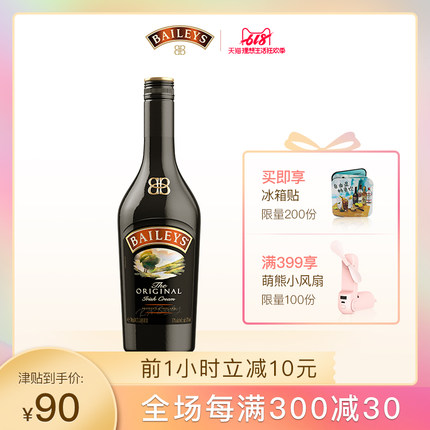 BAILEYS
618
天猫理想生活狂欢季
买即享
冰箱贴
限量200份
满399享
萌熊小风扇
限量100份
BAILEYS
The
ORIGINAL
Irish Cream
前1小时立减10元
津贴到手价:
¥90
全场每满300减30